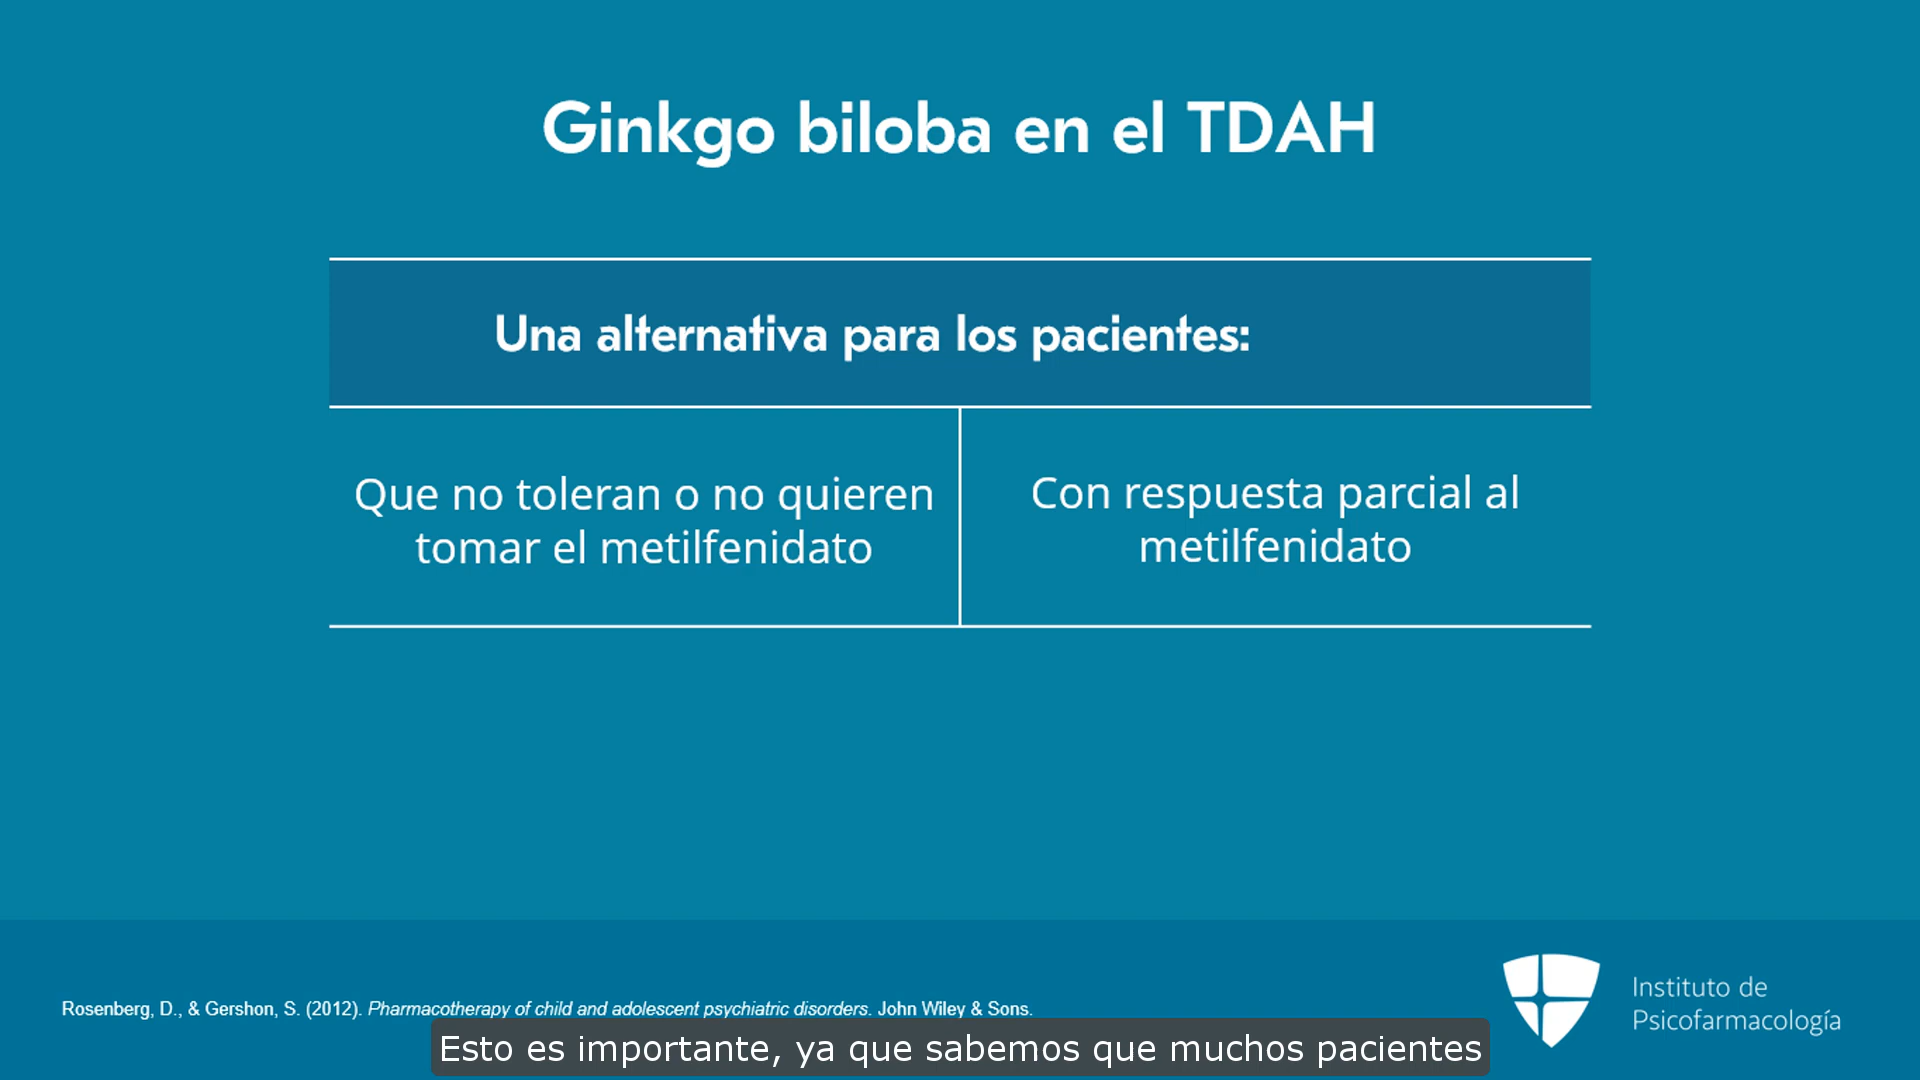 Ginkgo biloba en el TDAH
Una alternativa para los pacientes:
Que no toleran o no quieren
tomar el metilfenidato
Con respuesta parcial al
metilfenidato
Rosenberg, D., & Gershon, S. (2012). Pharmacotherapy of child and adolescent psychiatric disorders. John Wiley & Sons.
Instituto de
Psicofarmacología
Esto es importante, ya que sabemos que muchos pacientes